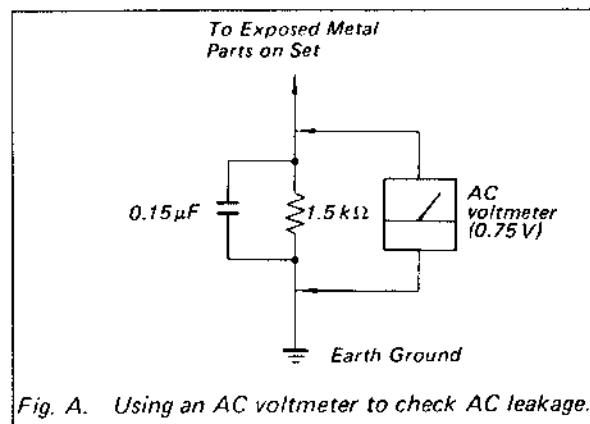 To Exposed Metal
Parts on Set
0.15μF
1.5kΩ
AC
voltmeter
(0.75V)
Earth Ground
Fig. A. Using an AC voltmeter to check AC leakage.